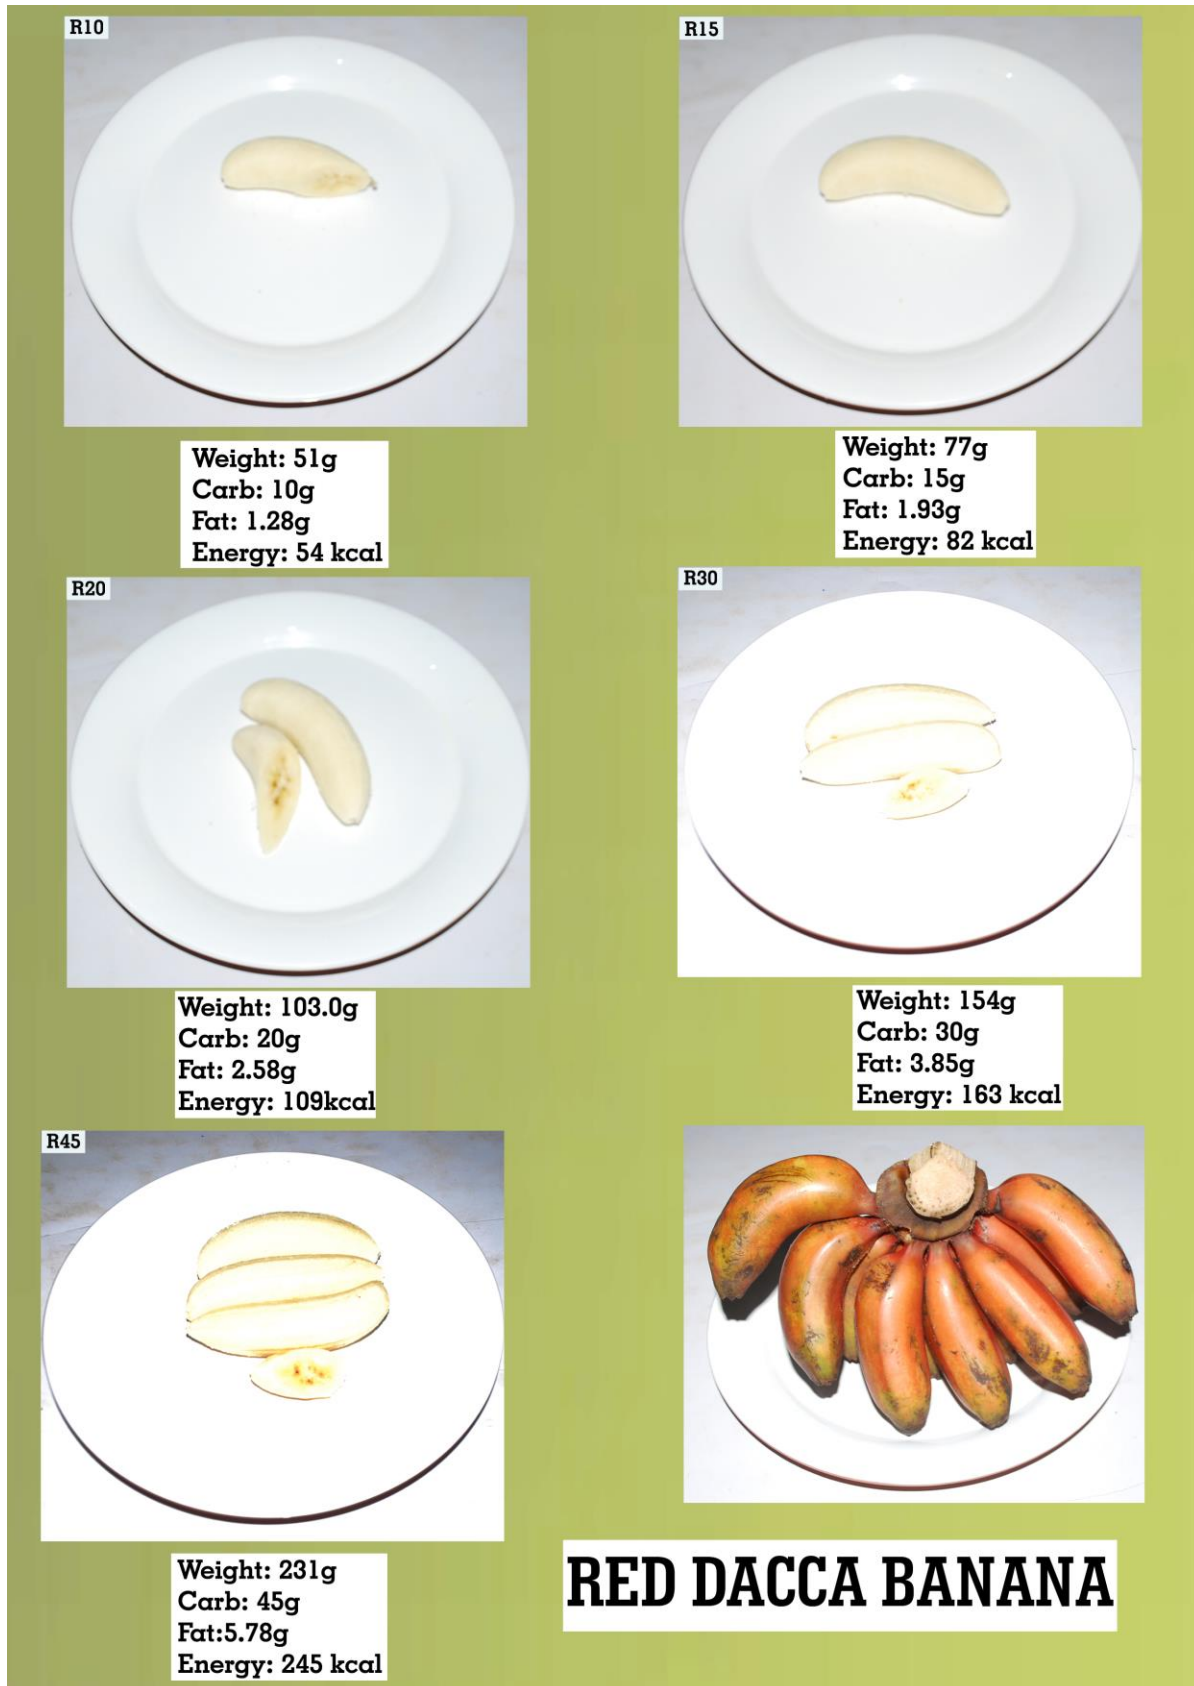 R10
Weight: 51g
Carb: 10g
Fat: 1.28g
Energy: 54 kcal
R15
Weight: 77g
Carb: 15g
Fat: 1.93g
Energy: 82 kcal
R20
Weight: 103.0g
Carb: 20g
Fat: 2.58g
Energy: 109kcal
R30
Weight: 154g
Carb: 30g
Fat: 3.85g
Energy: 163 kcal
R45
Weight: 231g
Carb: 45g
Fat:5.78g
Energy: 245 kcal
RED DACCA BANANA